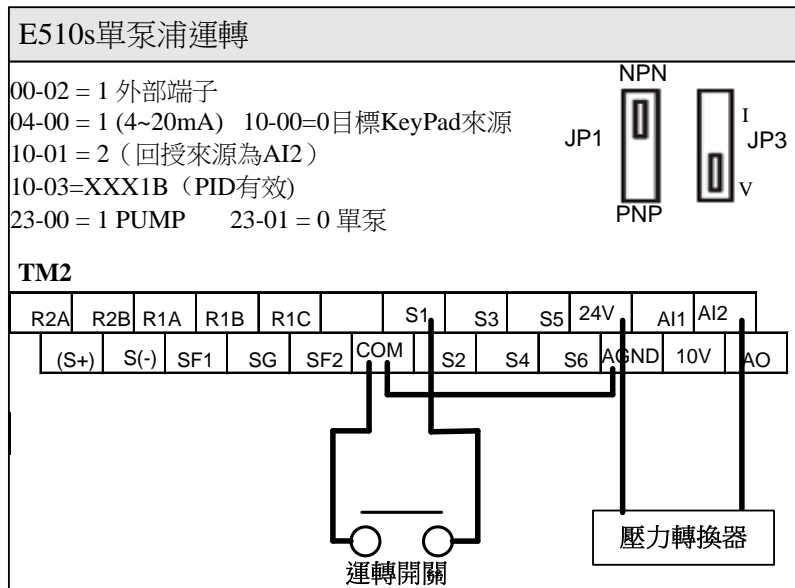 E510s單泵浦運轉
00-02 = 1 外部端子
04-00 = 1 (4~20mA) 10-00=0目標KeyPad來源
10-01 = 2（回授來源為AI2）
10-03=XXX1B（PID有效)
23-00 = 1 PUMP 23-01 = 0 單泵
NPN
JP1
PNP
I
JP3
V
TM2
R2A R2B R1A R1B R1C S1 S3 S5 24V AI1 AI2
(S+) S(-) SF1 SG SF2 COM S2 S4 S6 AGND 10V AO
運轉開關
壓力轉換器